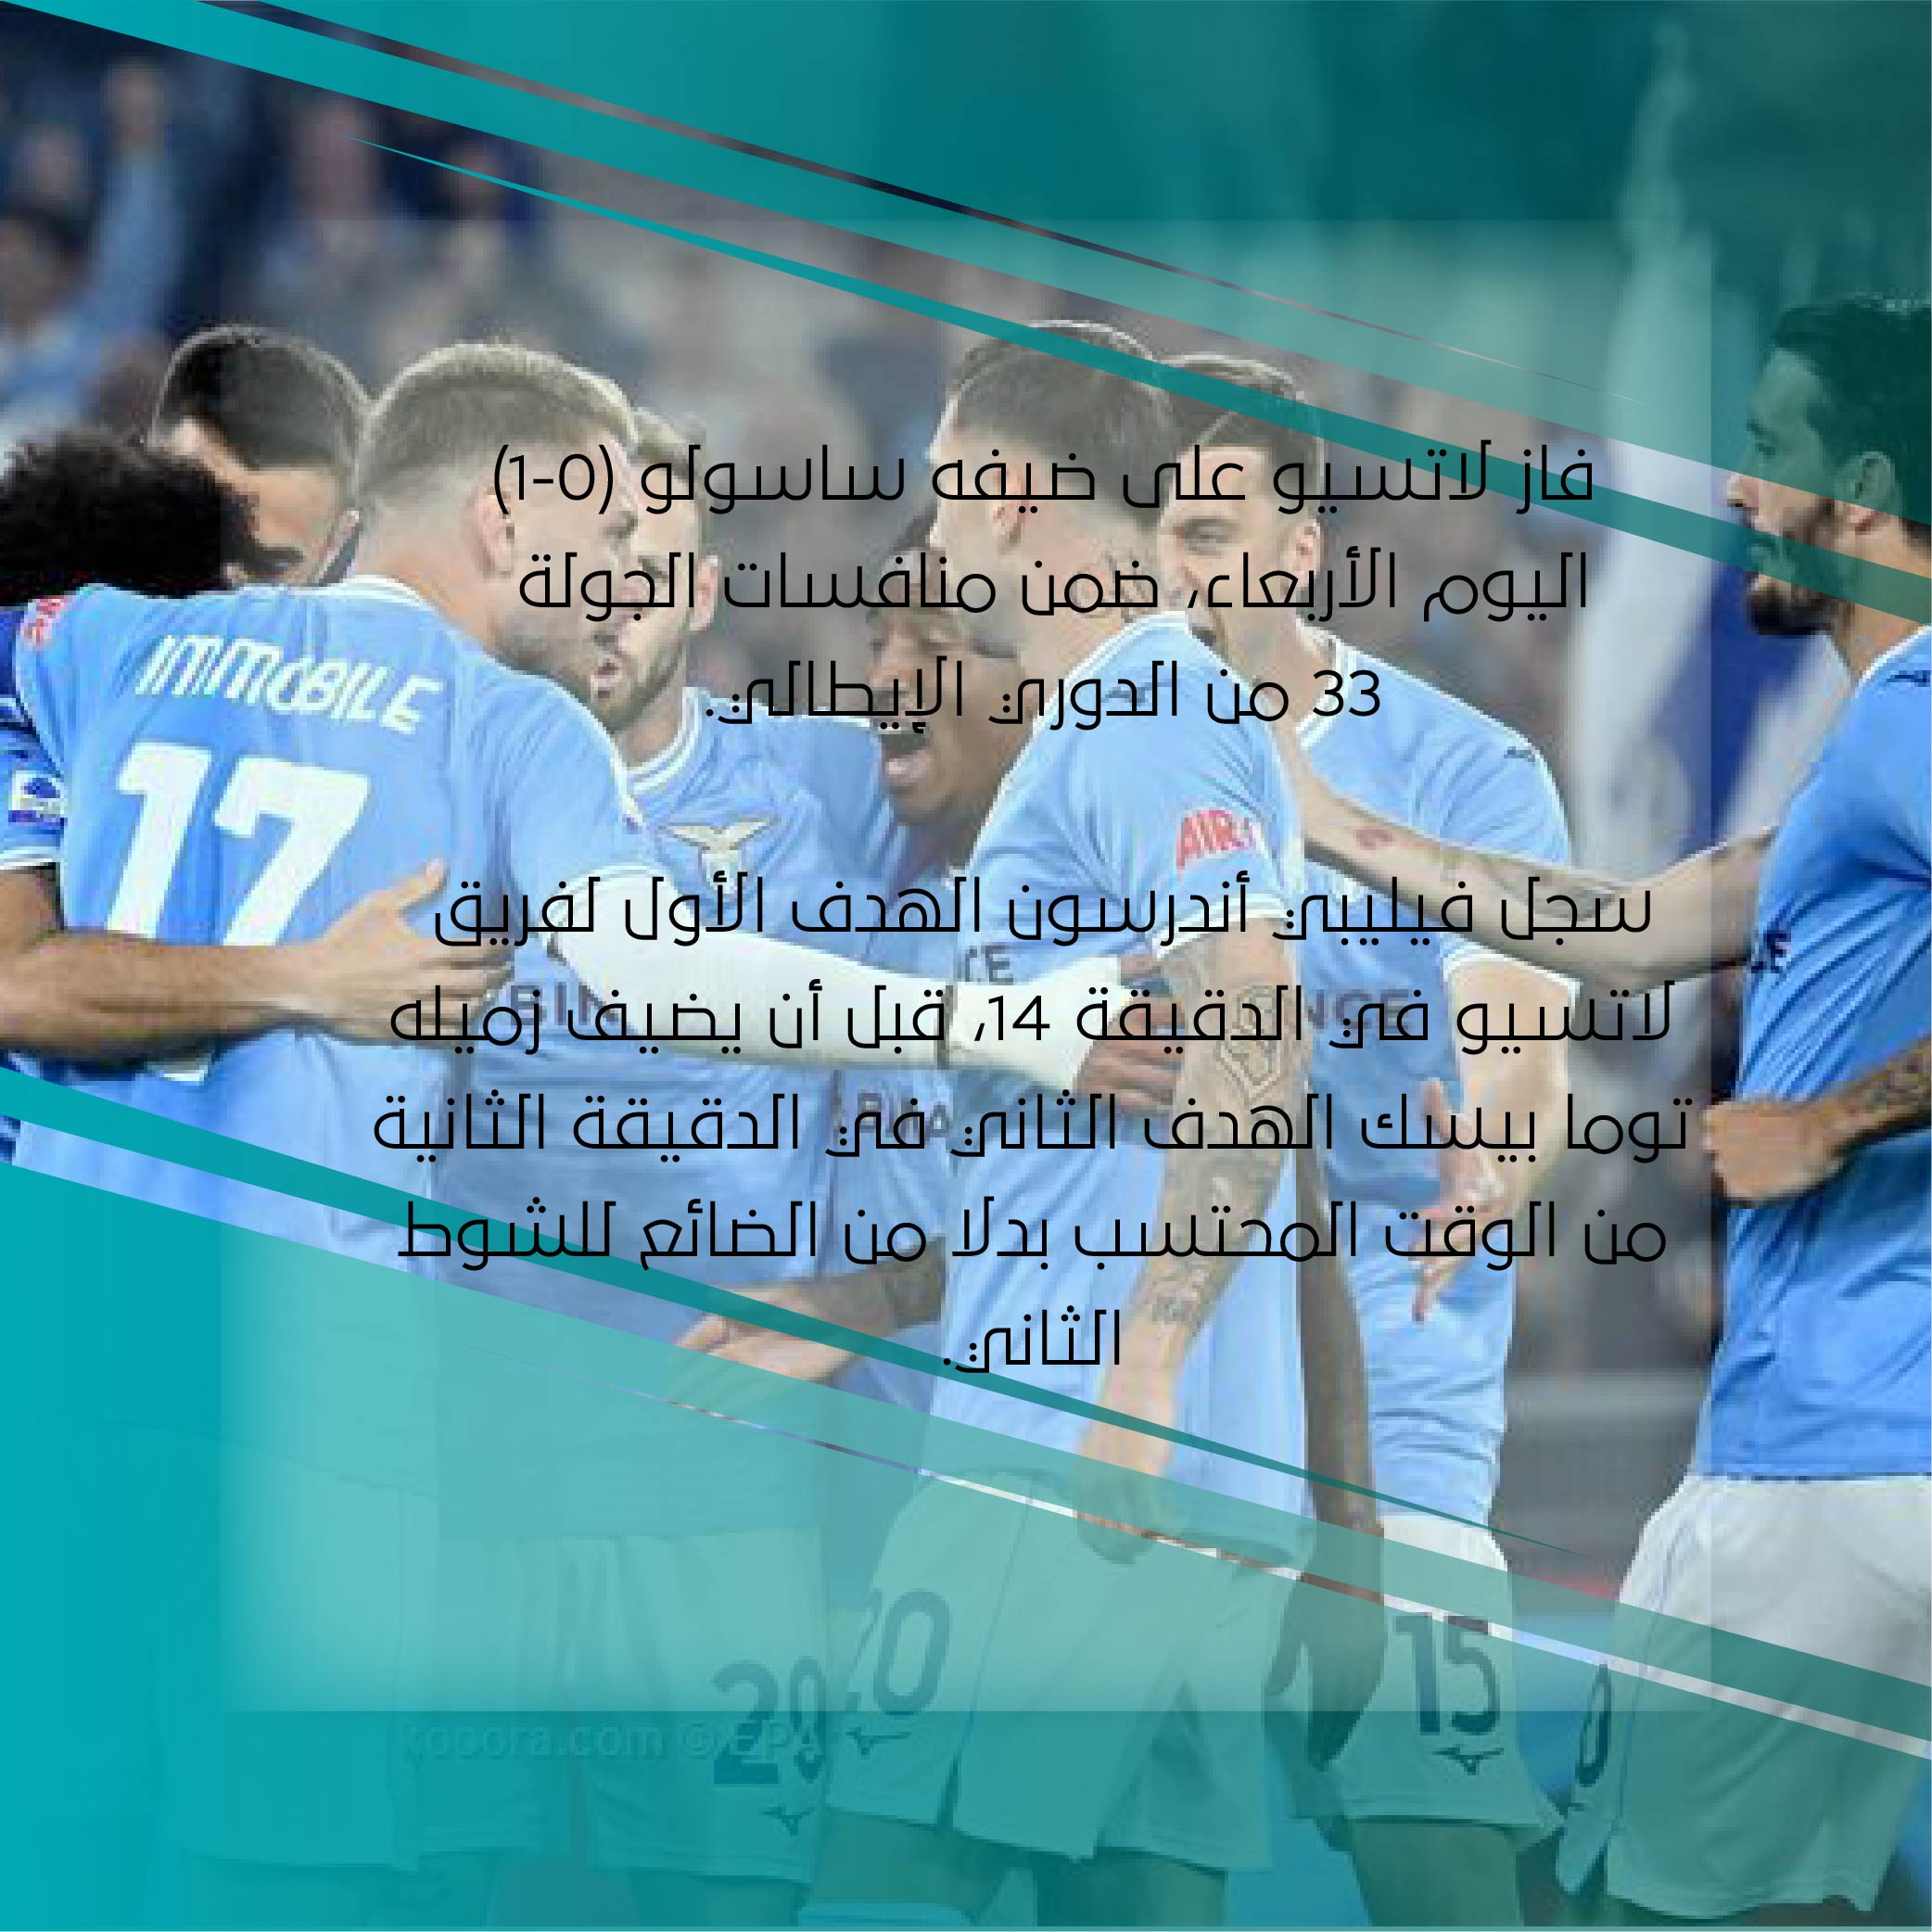 فاز لاتسيو على ضيفه ساسولو (0-1)
اليوم الأربعاء، ضمن منافسات الجولة
33 من الدوري الإيطالي.
سجل فيليبي أندرسون الهدف الأول لفريق
لاتسيو في الدقيقة 14، قبل أن يضيف زميله
توما بيسك الهدف الثاني في الدقيقة الثانية
من الوقت المحتسب بدلا من الضائع للشوط
الثاني.
IMMOBILE
17
AIR
20
15
kooora.com © EPA